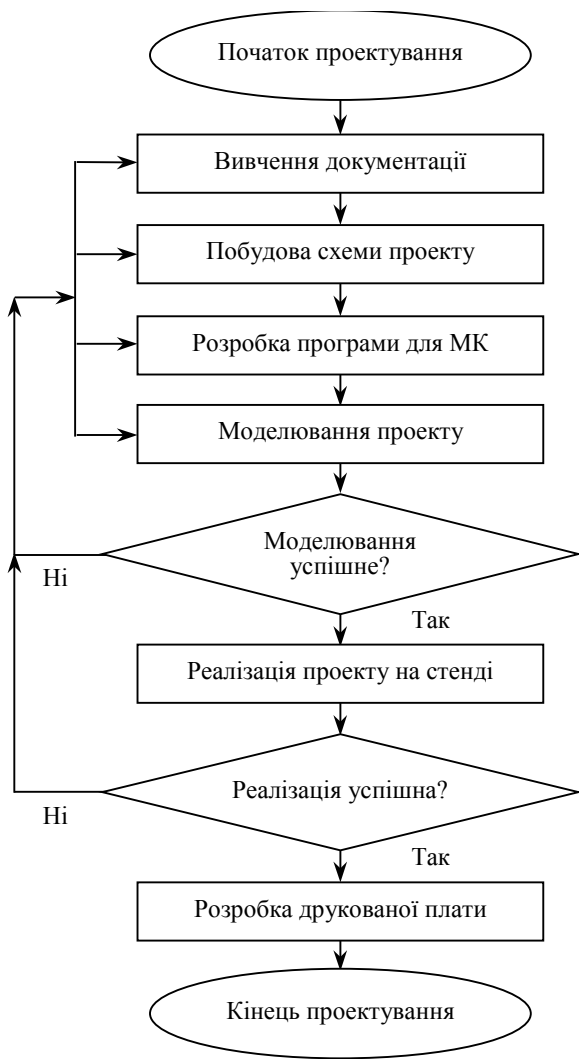 Початок проектування
Вивчення документації
Побудова схеми проекту
Розробка програми для МК
Моделювання проекту
Моделювання
успішне?
Ні
Так
Реалізація проекту на стенді
Реалізація успішна?
Ні
Так
Розробка друкованої плати
Кінець проектування